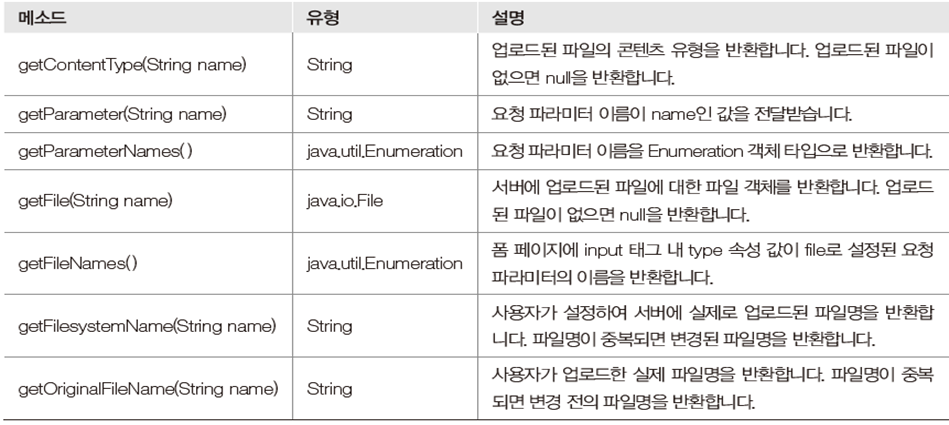 메소드 유형 설명
getContentType(String name) String 업로드된 파일의 콘텐츠 유형을 반환합니다. 업로드된 파일이
없으면 null을 반환합니다.
getParameter(String name) String 요청 파라미터 이름이 name인 값을 전달받습니다.
getParameterNames() java.util.Enumeration 요청 파라미터 이름을 Enumeration 객체 타입으로 반환합니다.
getFile(String name) java.io.File 서버에 업로드된 파일에 대한 파일 객체를 반환합니다. 업로드
된 파일이 없으면 null을 반환합니다.
getFileNames() java.util.Enumeration 폼 페이지에 input 태그 내 type 속성 값이 file로 설정된 요청
파라미터의 이름을 반환합니다.
getFilesystemName(String name) String 사용자가 설정하여 서버에 실제로 업로드된 파일명을 반환합
니다. 파일명이 중복되면 변경된 파일명을 반환합니다.
getOriginalFileName(String name) String 사용자가 업로드한 실제 파일명을 반환합니다. 파일명이 중복
되면 변경 전의 파일명을 반환합니다.